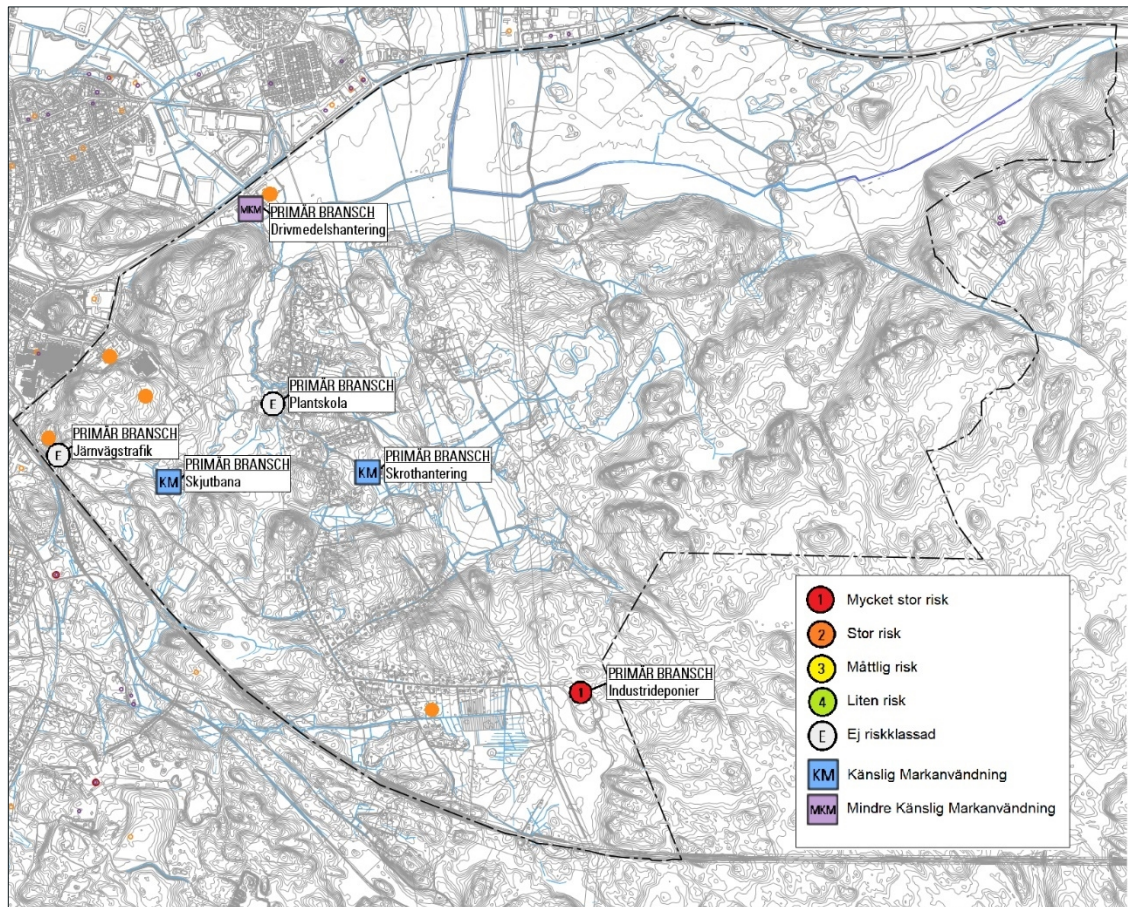 MKM
PRIMÄR BRANSCH
Drivmedelshantering
E
PRIMÄR BRANSCH
Plantskola
E
PRIMÄR BRANSCH
Järnvägstrafik
KM
PRIMÄR BRANSCH
Skjutbana
KM
PRIMÄR BRANSCH
Skrothantering
1
PRIMÄR BRANSCH
Industrideponier
1 Mycket stor risk
2 Stor risk
3 Måttlig risk
4 Liten risk
E Ej riskklassad
KM Känslig Markanvändning
MKM Mindre Känslig Markanvändning